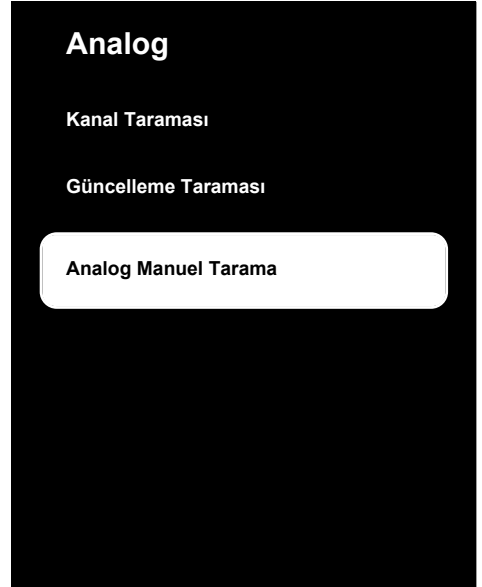 Analog
Kanal Taraması
Güncelleme Taraması
Analog Manuel Tarama